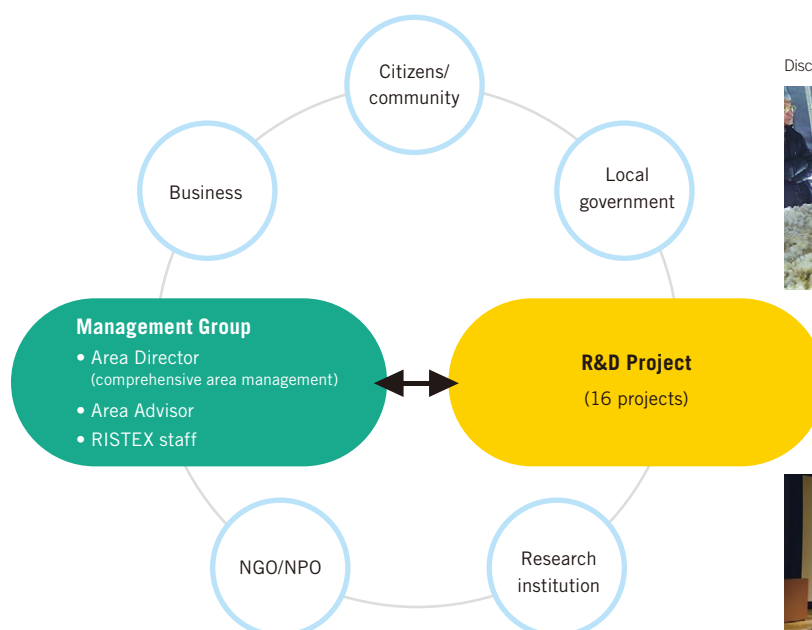 Citizens/
community
Disc
Business
Local
government
Management Group
• Area Director
(comprehensive area management)
• Area Advisor
• RISTEX staff
R&D Project
(16 projects)
NGO/NPO
Research
institution